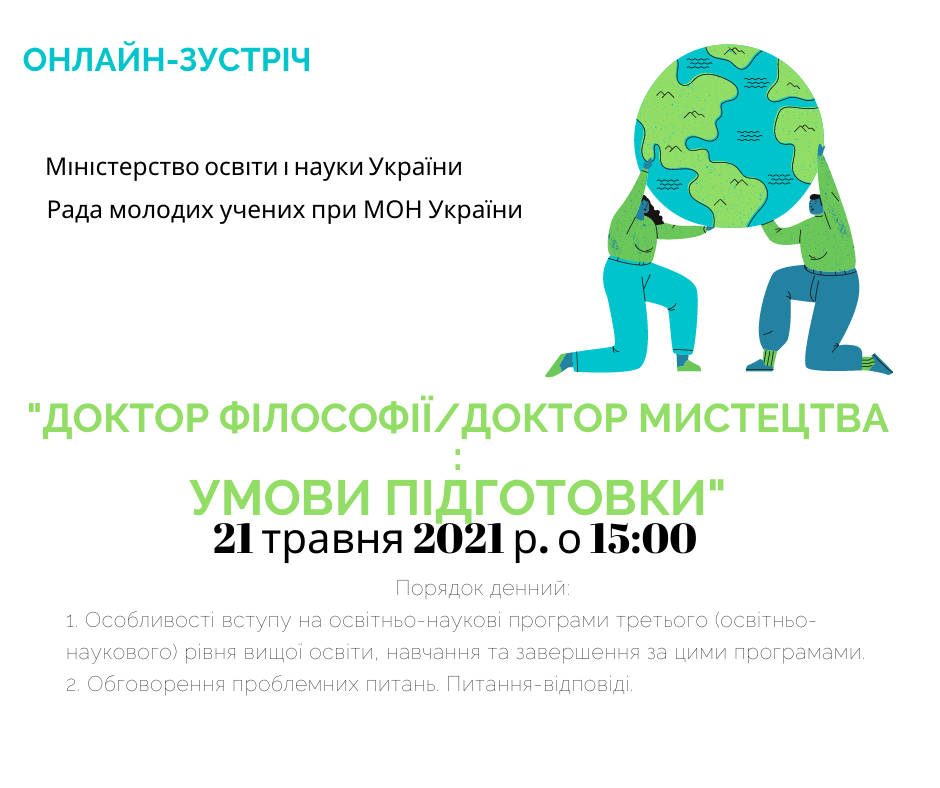 ОНЛАЙН-ЗУСТРІЧ
Міністерство освіти і науки України
Рада молодих учених при МОН України
"ДОКТОР ФІЛОСОФІЇ/ДОКТОР МИСТЕЦТВА
:
УМОВИ ПІДГОТОВКИ"
21 травня 2021 р. о 15:00
Порядок денний:
1. Особливості вступу на освітньо-наукові програми третього (освітньо-
наукового) рівня вищої освіти, навчання та завершення за цими програмами.
2. Обговорення проблемних питань. Питання-відповіді.